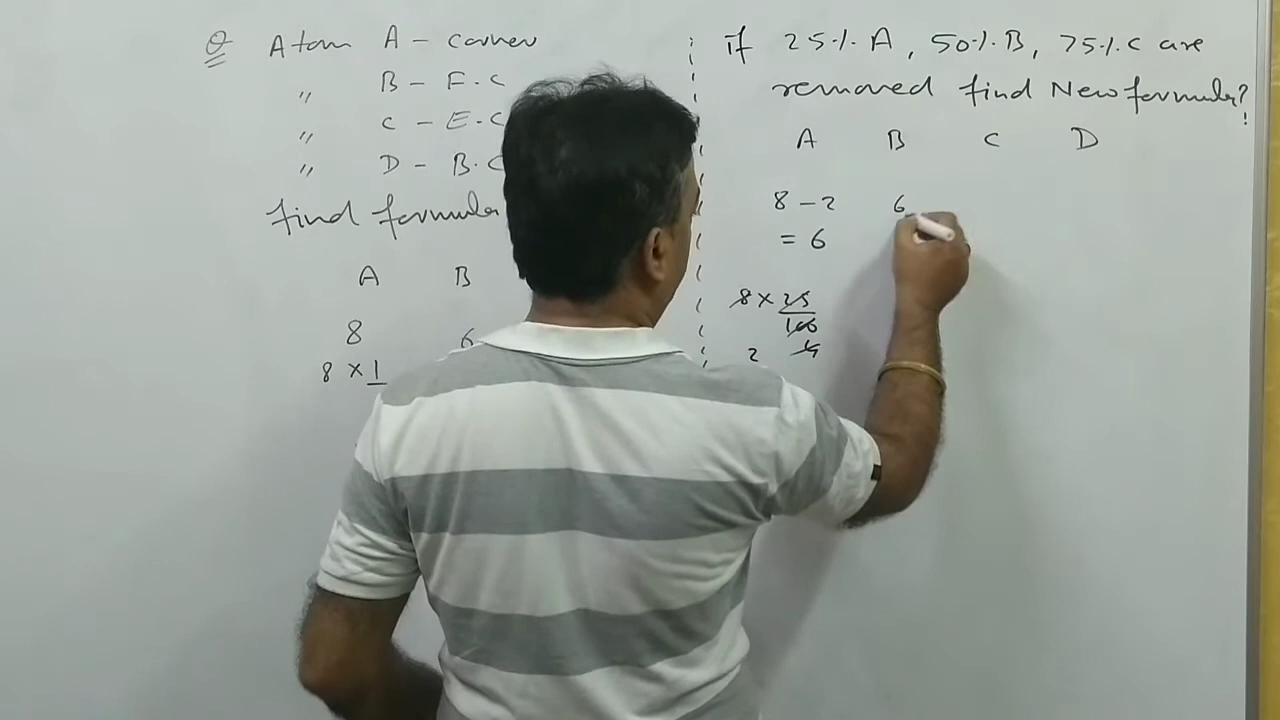 Q Atom A - corner
" B - F.C
" C - E.C
" D - B.C
find formula
A B
8 6
8 × 1
if 25% A, 50% B, 75% C are
removed find New formula?
A B C D
8 - 2 6
= 6
8 × 25
100
2 4